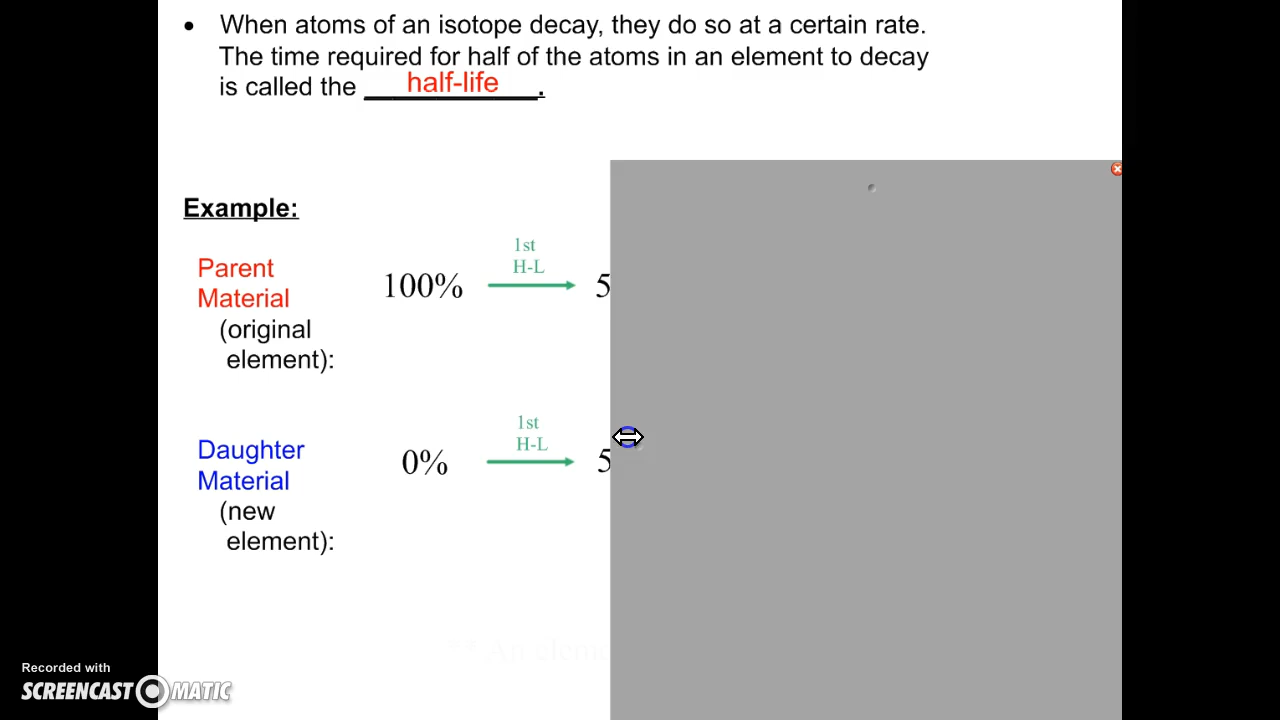 • When atoms of an isotope decay, they do so at a certain rate.
The time required for half of the atoms in an element to decay
is called the half-life.
Example:
1st
H-L
Parent
Material
100%
5
(original
element):
1st
H-L
Daughter
Material
0%
5
(new
element):
** An eleme
Recorded with
SCREENCAST-O-MATIC